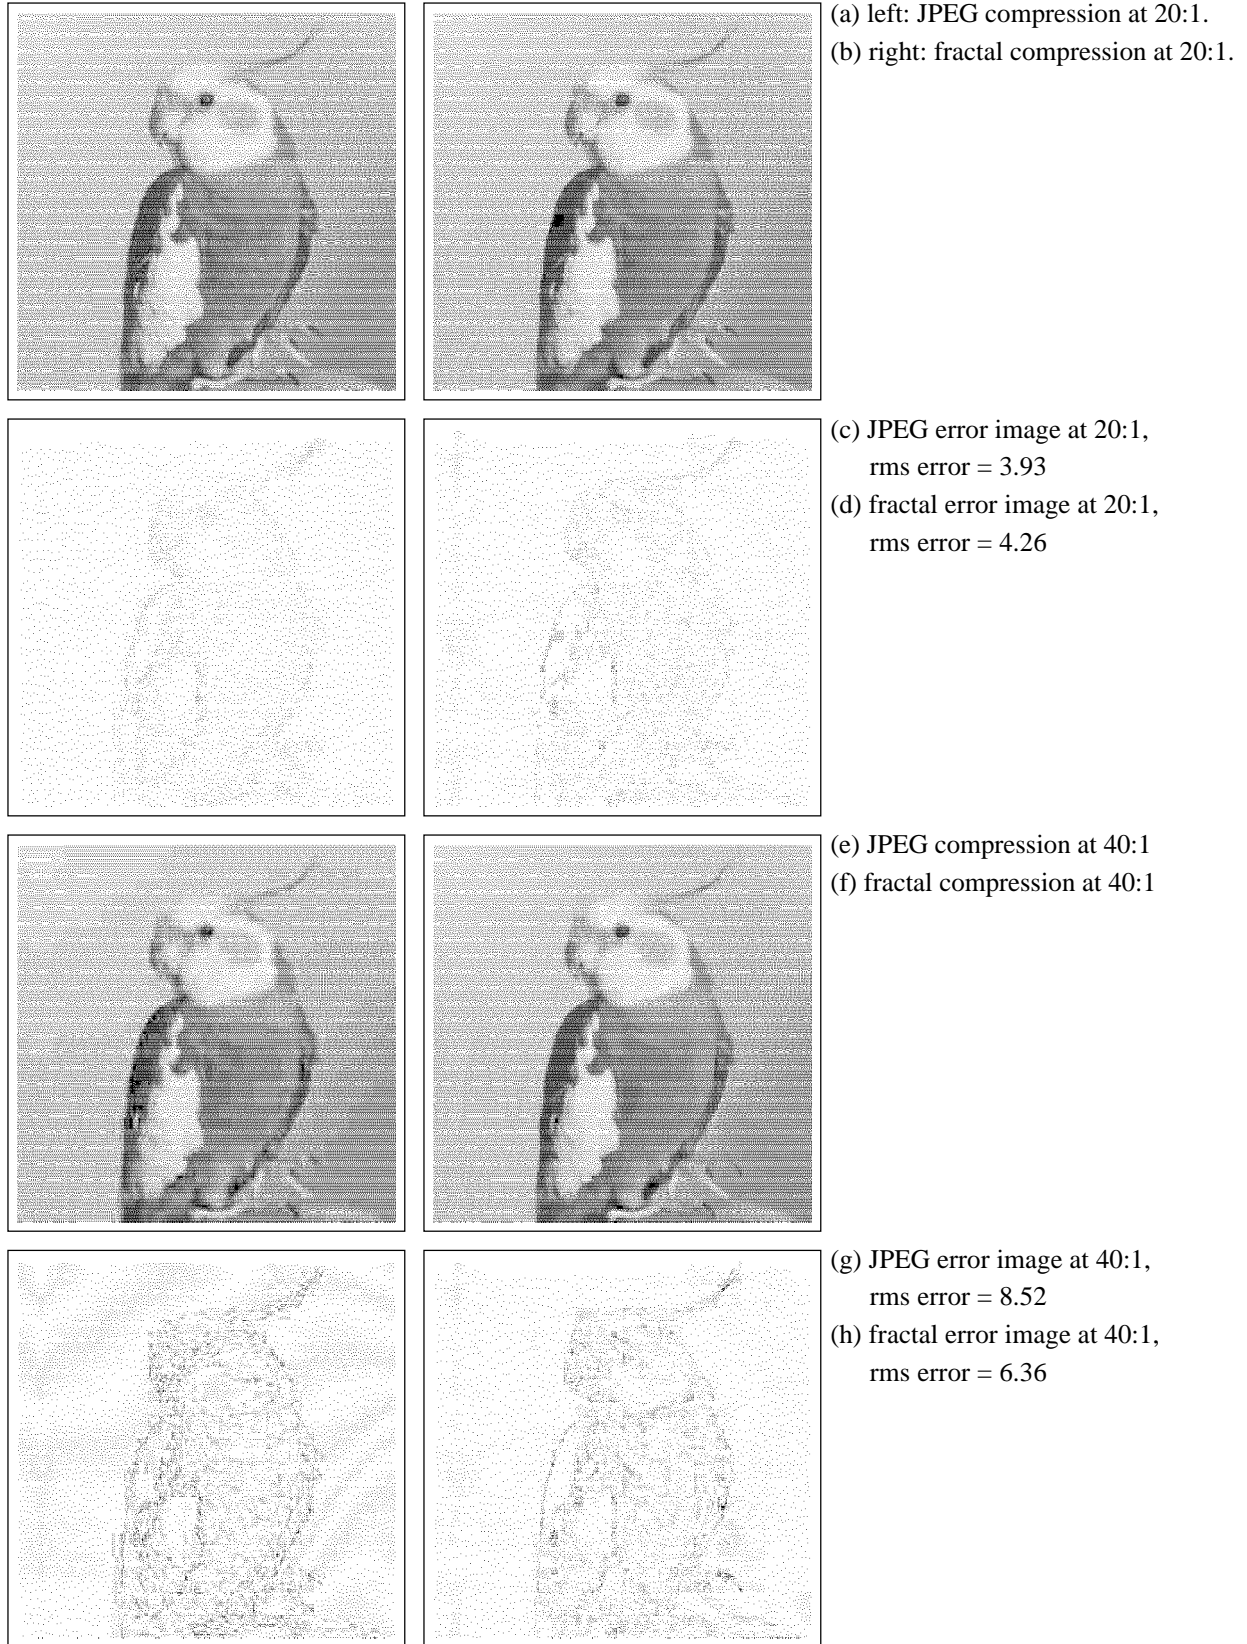 (a) left: JPEG compression at 20:1.
(b) right: fractal compression at 20:1.
(c) JPEG error image at 20:1,
rms error = 3.93
(d) fractal error image at 20:1,
rms error = 4.26
(e) JPEG compression at 40:1
(f) fractal compression at 40:1
(g) JPEG error image at 40:1,
rms error = 8.52
(h) fractal error image at 40:1,
rms error = 6.36